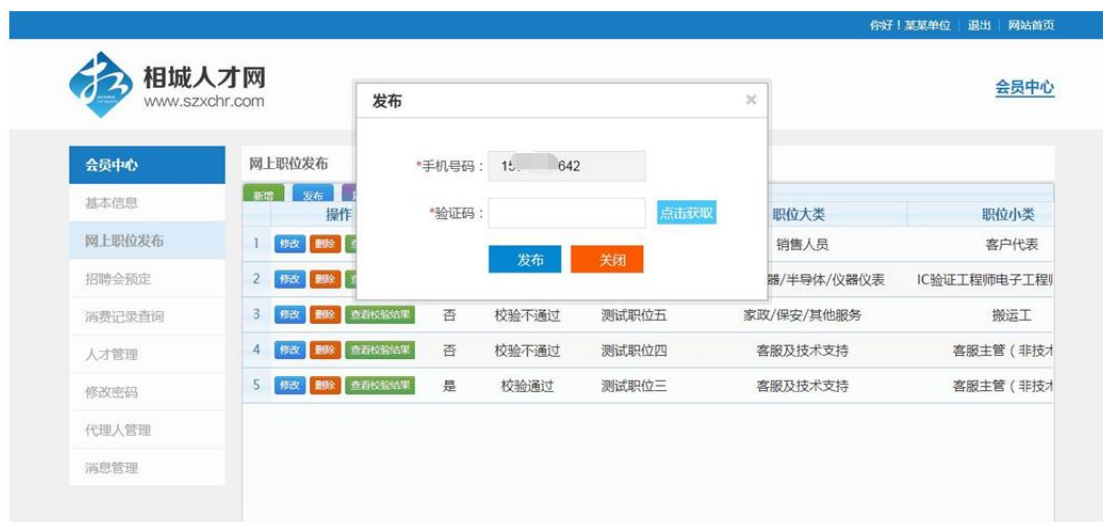 你好！某某单位 退出 网站首页
相城人才网
www.szxchr.com
会员中心
发布 ×
*手机号码： 15 642
*验证码： 点击获取
发布 关闭
会员中心
基本信息
网上职位发布
招聘会预定
消费记录查询
人才管理
修改密码
代理人管理
消息管理
网上职位发布
新增 发布
操作 职位大类 职位小类
1 修改 删除 销售人员 客户代表
2 修改 删除 器/半导体/仪器仪表 IC验证工程师电子工程
3 修改 删除 查看校验结果 否 校验不通过 测试职位五 家政/保安/其他服务 搬运工
4 修改 删除 查看校验结果 否 校验不通过 测试职位四 客服及技术支持 客服主管（非技
5 修改 删除 查看校验结果 是 校验通过 测试职位三 客服及技术支持 客服主管（非技